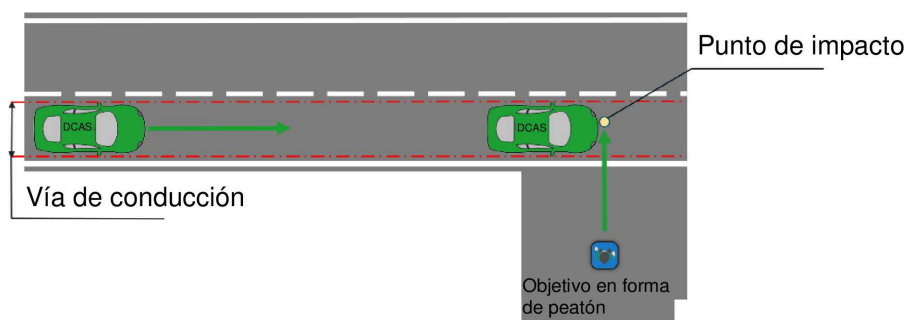 Punto de impacto
DCAS
DCAS
Vía de conducción
Objetivo en forma
de peatón